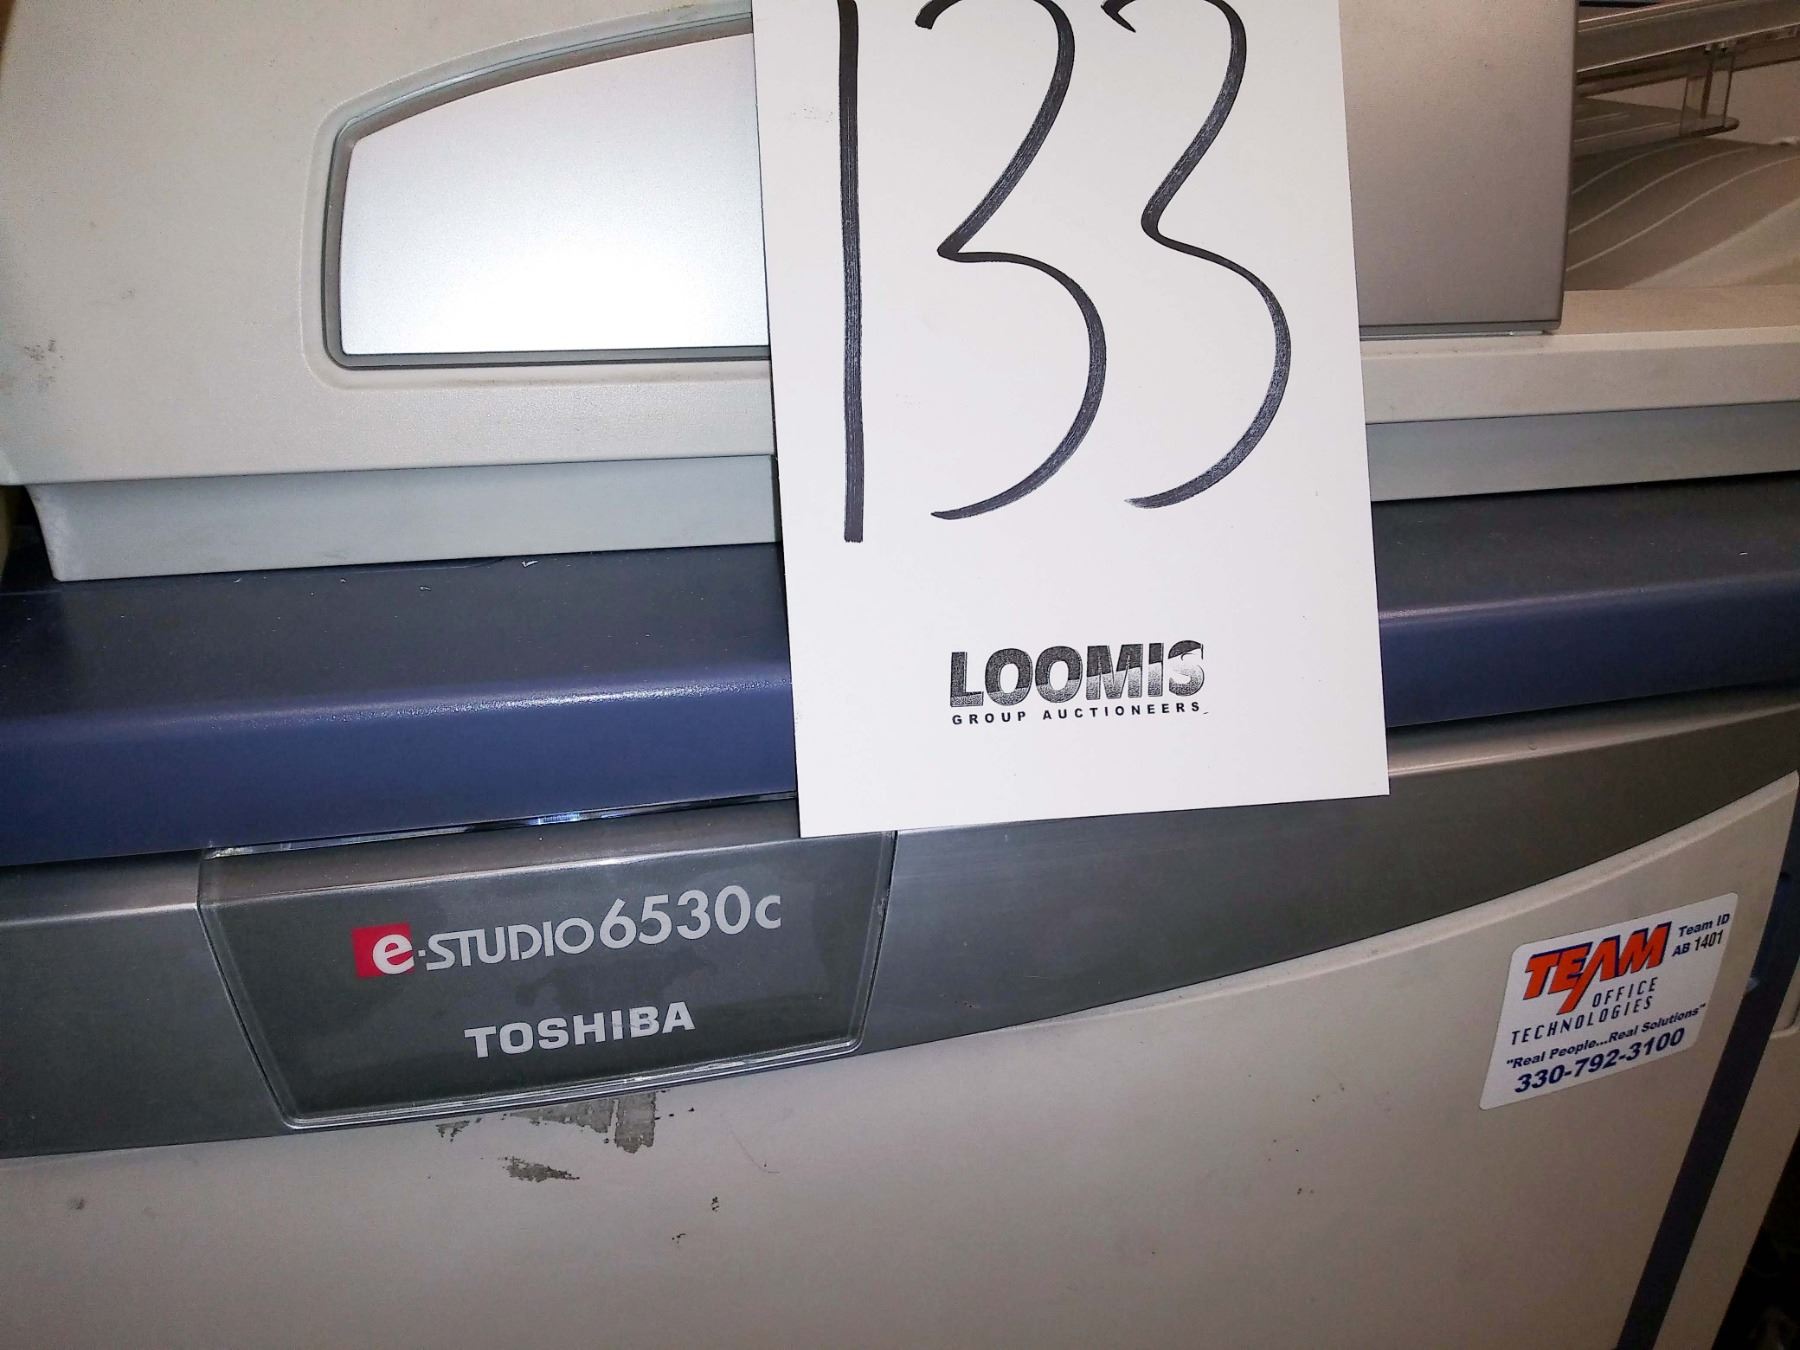 133
LOOMIS
GROUP AUCTIONEERS
e-STUDIO6530c
TOSHIBA
TEAM
Team ID
AB 1401
OFFICE
TECHNOLOGIES
"Real People...Real Solutions"
330-792-3100